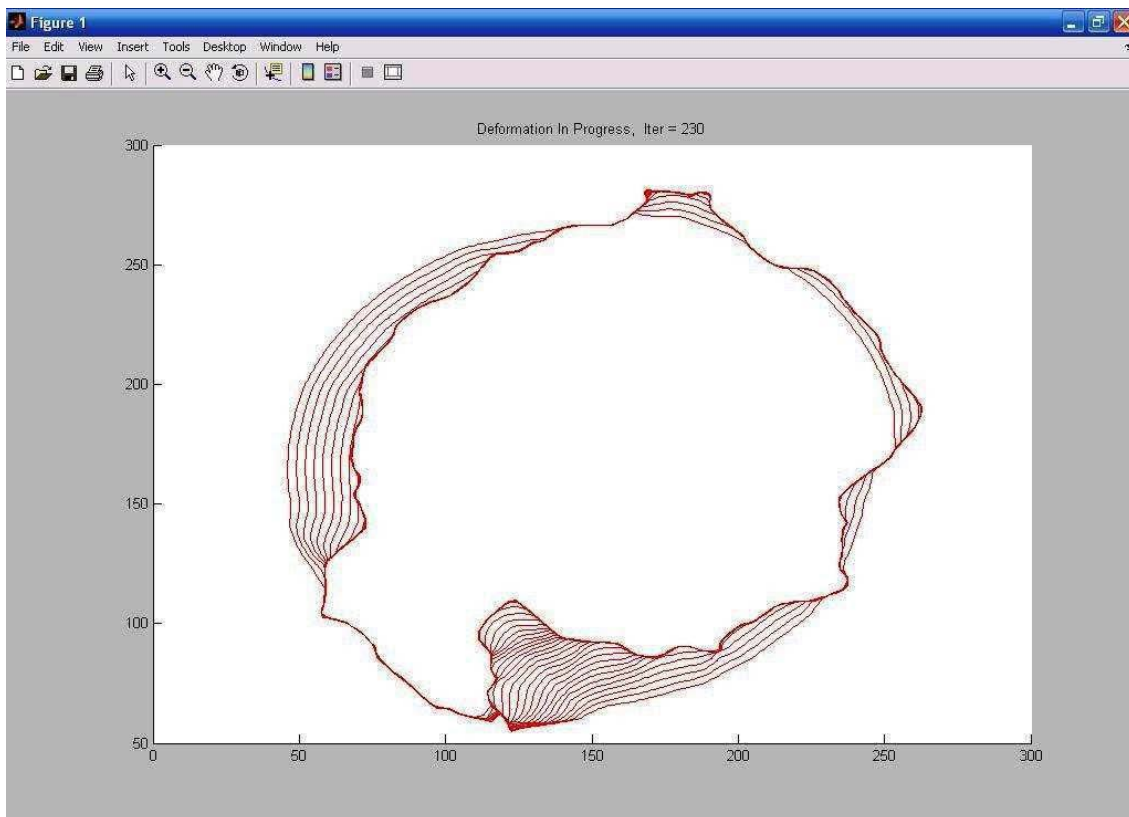 Figure 1
File Edit View Insert Tools Desktop Window Help
Deformation In Progress, Iter = 230
300
250
200
150
100
50
0 50 100 150 200 250 300